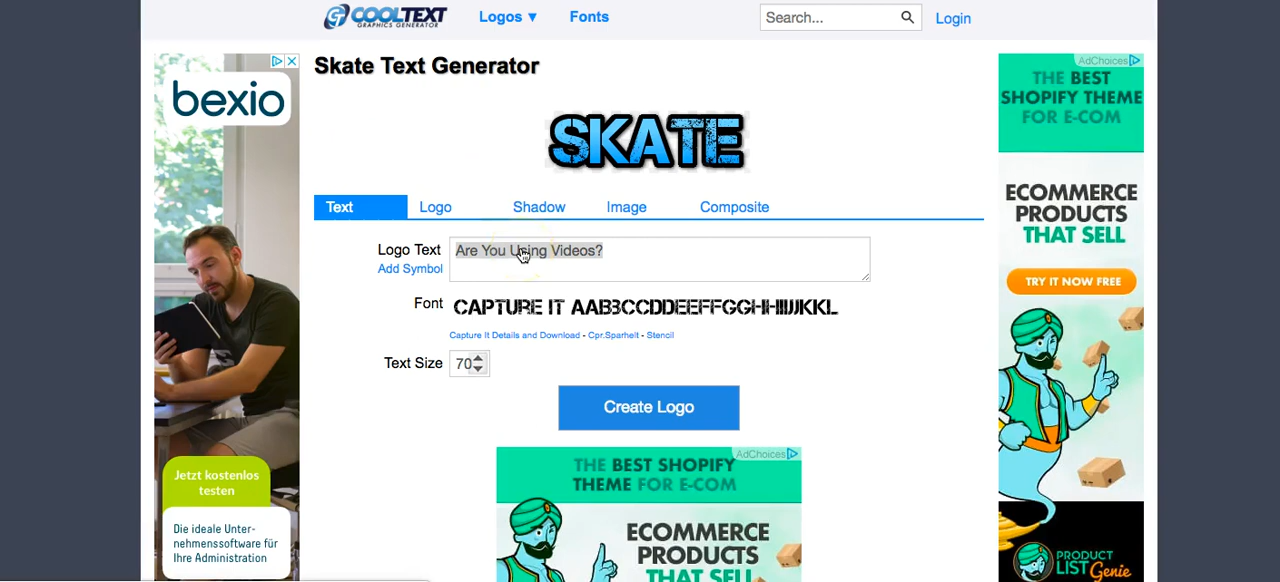 COOLTEXT
GRAPHICS GENERATOR
Logos ▼
Fonts
Search...
Login
bexio
Jetzt kostenlos
testen
Die ideale Unter-
nehmenssoftware für
Ihre Administration
Skate Text Generator
SKATE
Text
Logo
Shadow
Image
Composite
Logo Text
Add Symbol
Are You Using Videos?
Font
CAPTURE IT AABBCCDDEEFFGGHHIIJJKKL
Capture It Details and Download - Cpr.Sparhelt - Stencil
Text Size
70
Create Logo
AdChoices
THE BEST SHOPIFY
THEME FOR E-COM
ECOMMERCE
PRODUCTS
THAT SELL
AdChoices
THE BEST
SHOPIFY THEME
FOR E-COM
ECOMMERCE
PRODUCTS
THAT SELL
TRY IT NOW FREE
PRODUCT
LIST Genie